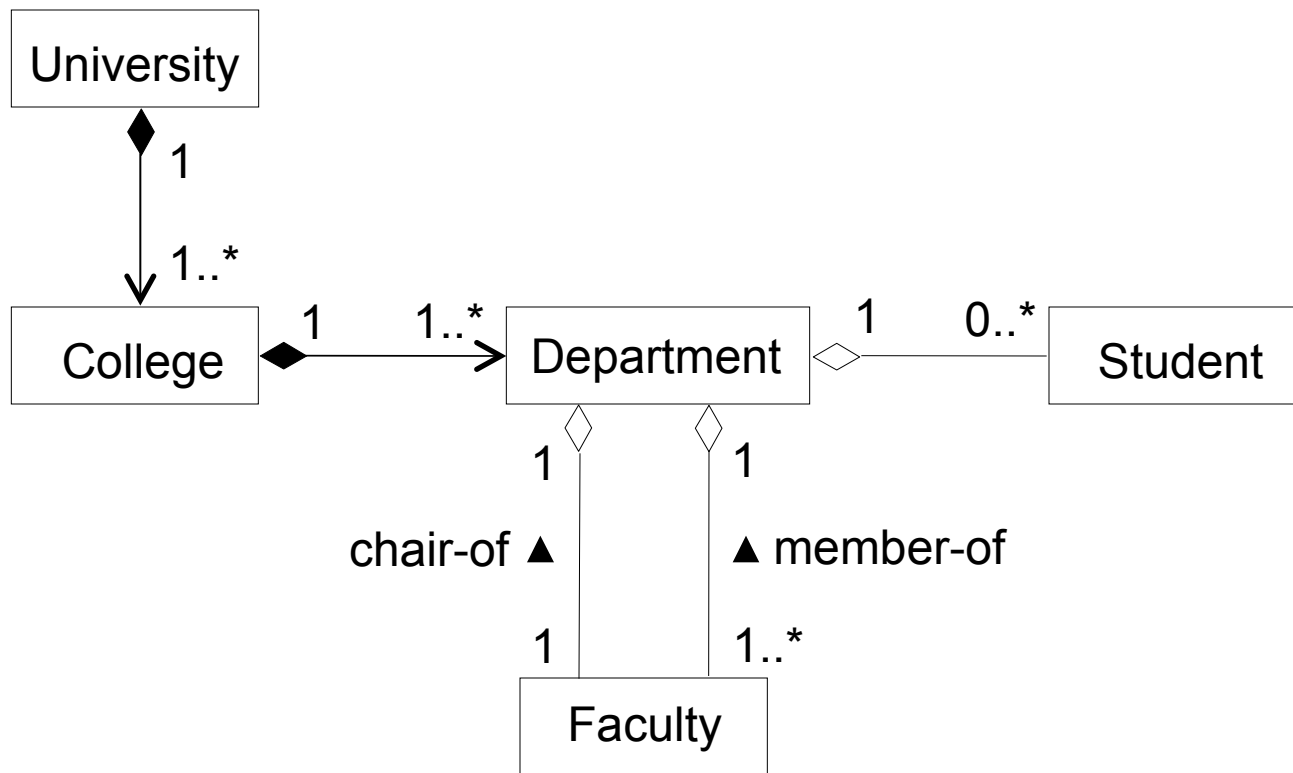 University
1
1..*
College
1
1..*
Department
1
0..*
Student
1
1
chair-of ▲
▲ member-of
1
1..*
Faculty